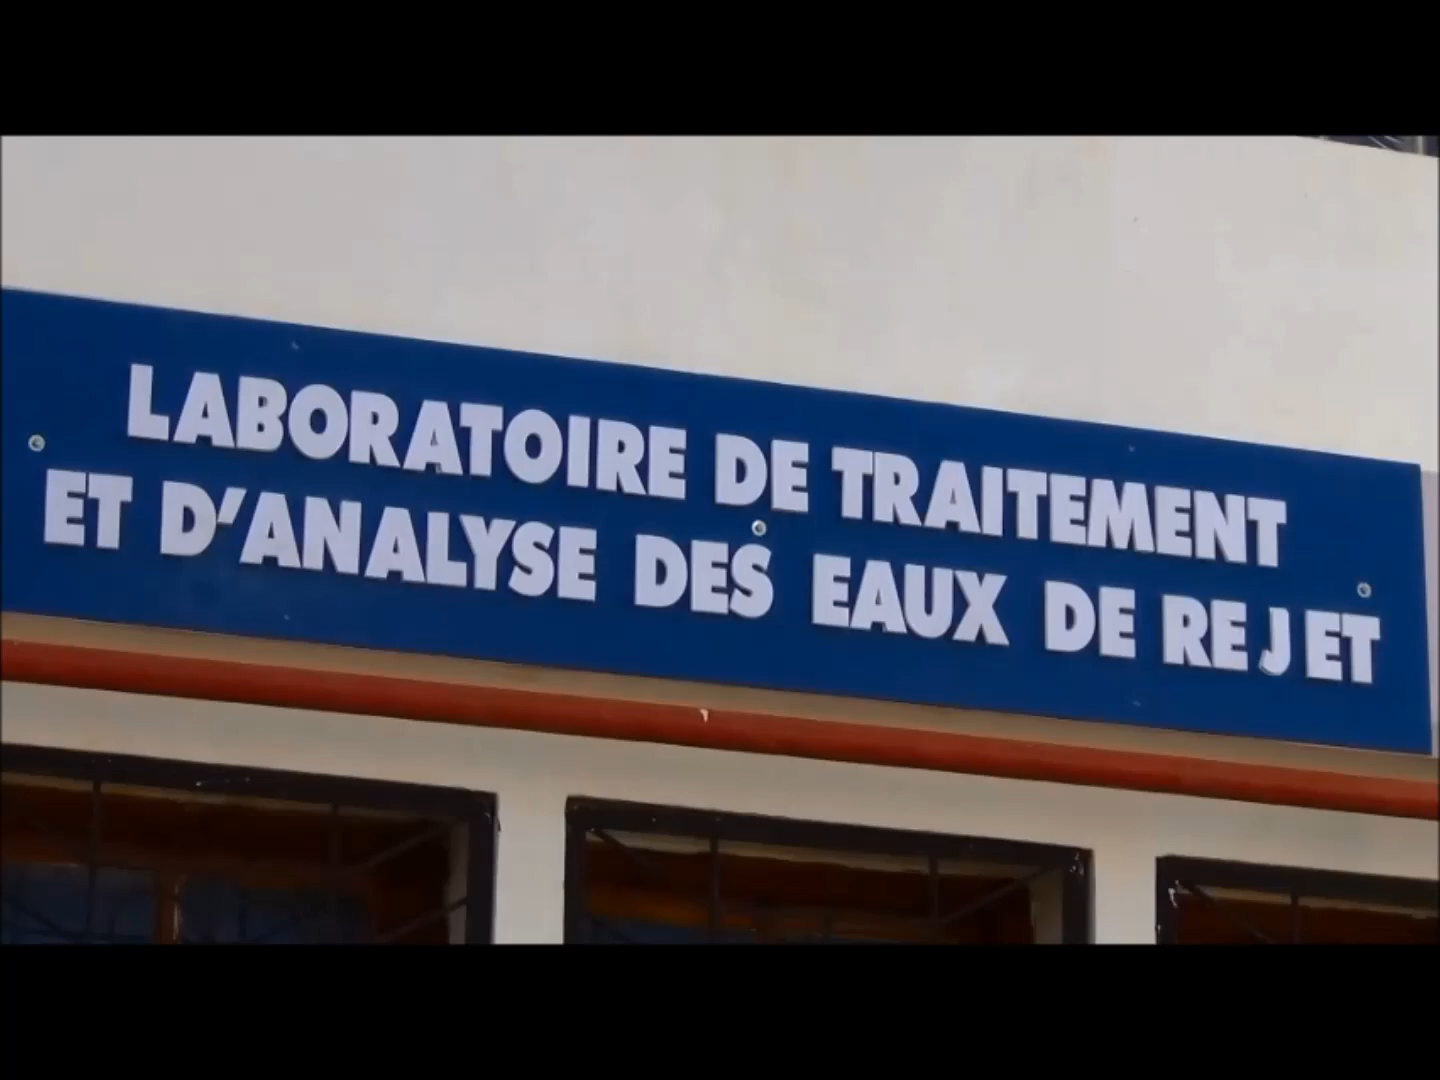 LABORATOIRE DE TRAITEMENT
ET D'ANALYSE DES EAUX DE REJET